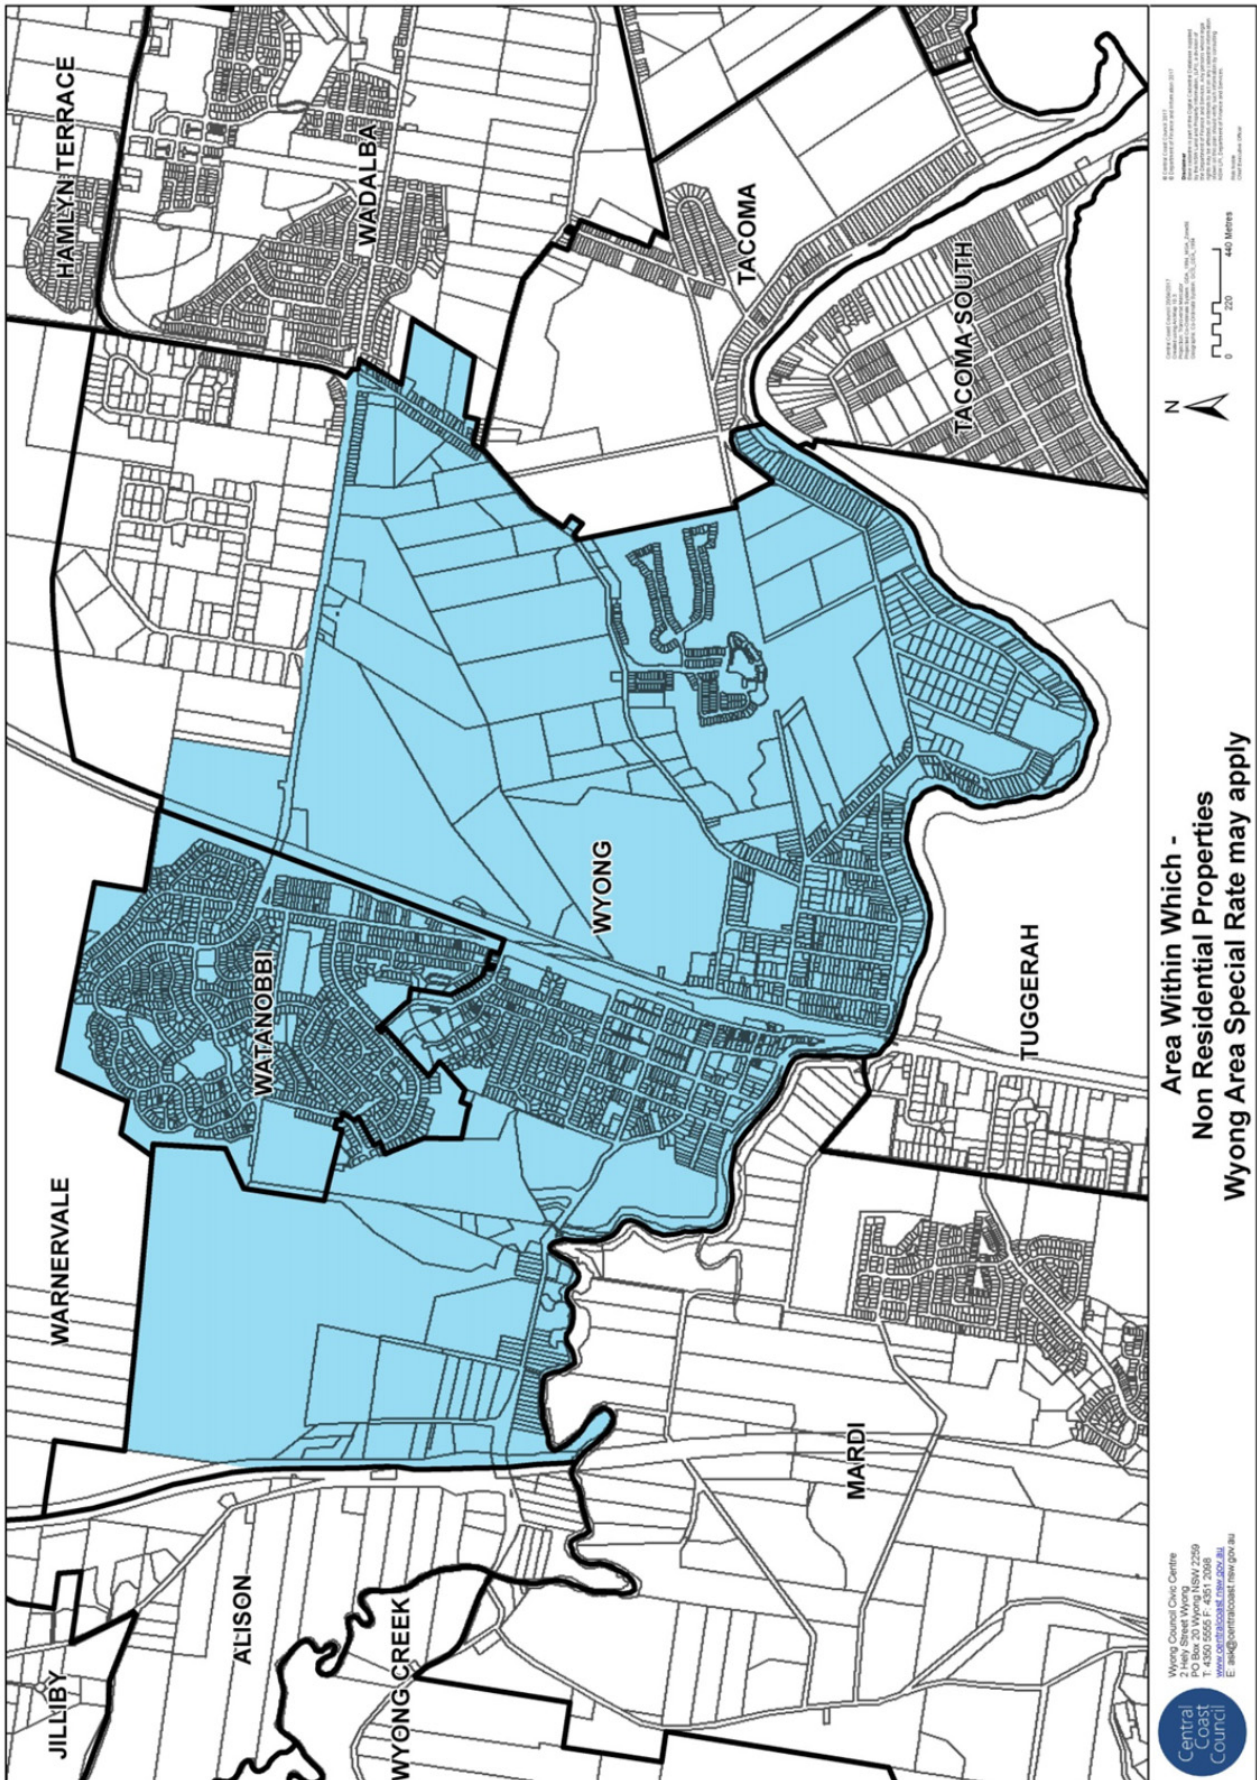 HAMLYN TERRACE
WADALBA
TACOMA
TACOMA SOUTH
WARNERVALE
WATANOBBI
WYONG
TUGGERAH
JILLIBY
ALISON
WYONG CREEK
MARDI
Area Within Which -
Non Residential Properties
Wyong Area Special Rate may apply
Central
Coast
Council
Wyong Council Civic Centre
2 Hely Street Wyong
PO Box 20 Wyong NSW 2259
T: 4350 5555 F: 4351 2098
www.centralcoast.nsw.gov.au
E: ask@centralcoast.nsw.gov.au
N
0 220 440 Metres